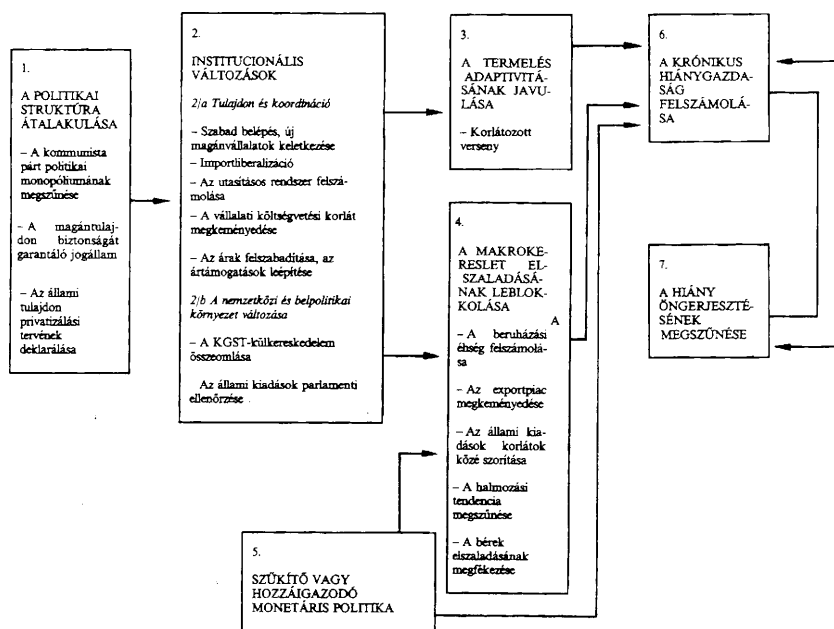 1.
A POLITIKAI
STRUKTÚRA
ÁTALAKULÁSA
– A kommunista
párt politikai
monopóliumának
megszűnése
– A magántulaj-
don biztonságát
garantáló jogállam
– Az állami
tulajdon
privatizálási
tervének
deklarálása
2.
INSTITUCIONÁLIS
VÁLTOZÁSOK
2/a Tulajdon és koordináció
– Szabad belépés, új
magánvállalatok keletkezése
– Importliberalizáció
– Az utasításos rendszer felszá-
molása
– A vállalati költségvetési korlát
megkeményedése
– Az árak felszabadítása, az
ártámogatások leépítése
2/b A nemzetközi és belpolitikai
környezet változása
– A KGST-külkereskedelem
összeomlása
Az állami kiadások parlamenti
ellenőrzése
3.
A TERMELÉS
ADAPTIVITÁ-
SÁNAK JAVU-
LÁSA
– Korlátozott
verseny
4.
A MAKROKE-
RESLET EL-
SZALADÁSÁ-
NAK LEBLOK-
KOLÁSA
A
– A beruházási
éhség felszámolá-
sa
– Az exportpiac
megkeményedése
– Az állami kia-
dások korlátok
közé szorítása
– A halmozási
tendencia
megszűnése
– A bérek
elszaladásának
megfékezése
5.
SZŰKÍTŐ VAGY
HOZZÁIGAZODÓ
MONETÁRIS POLITIKA
6.
A KRÓNIKUS
HIÁNYGAZDA-
SÁG
FELSZÁMOLÁ-
SA
7.
A HIÁNY
ÖNGERJESZTÉ-
SÉNEK
MEGSZŰNÉSE